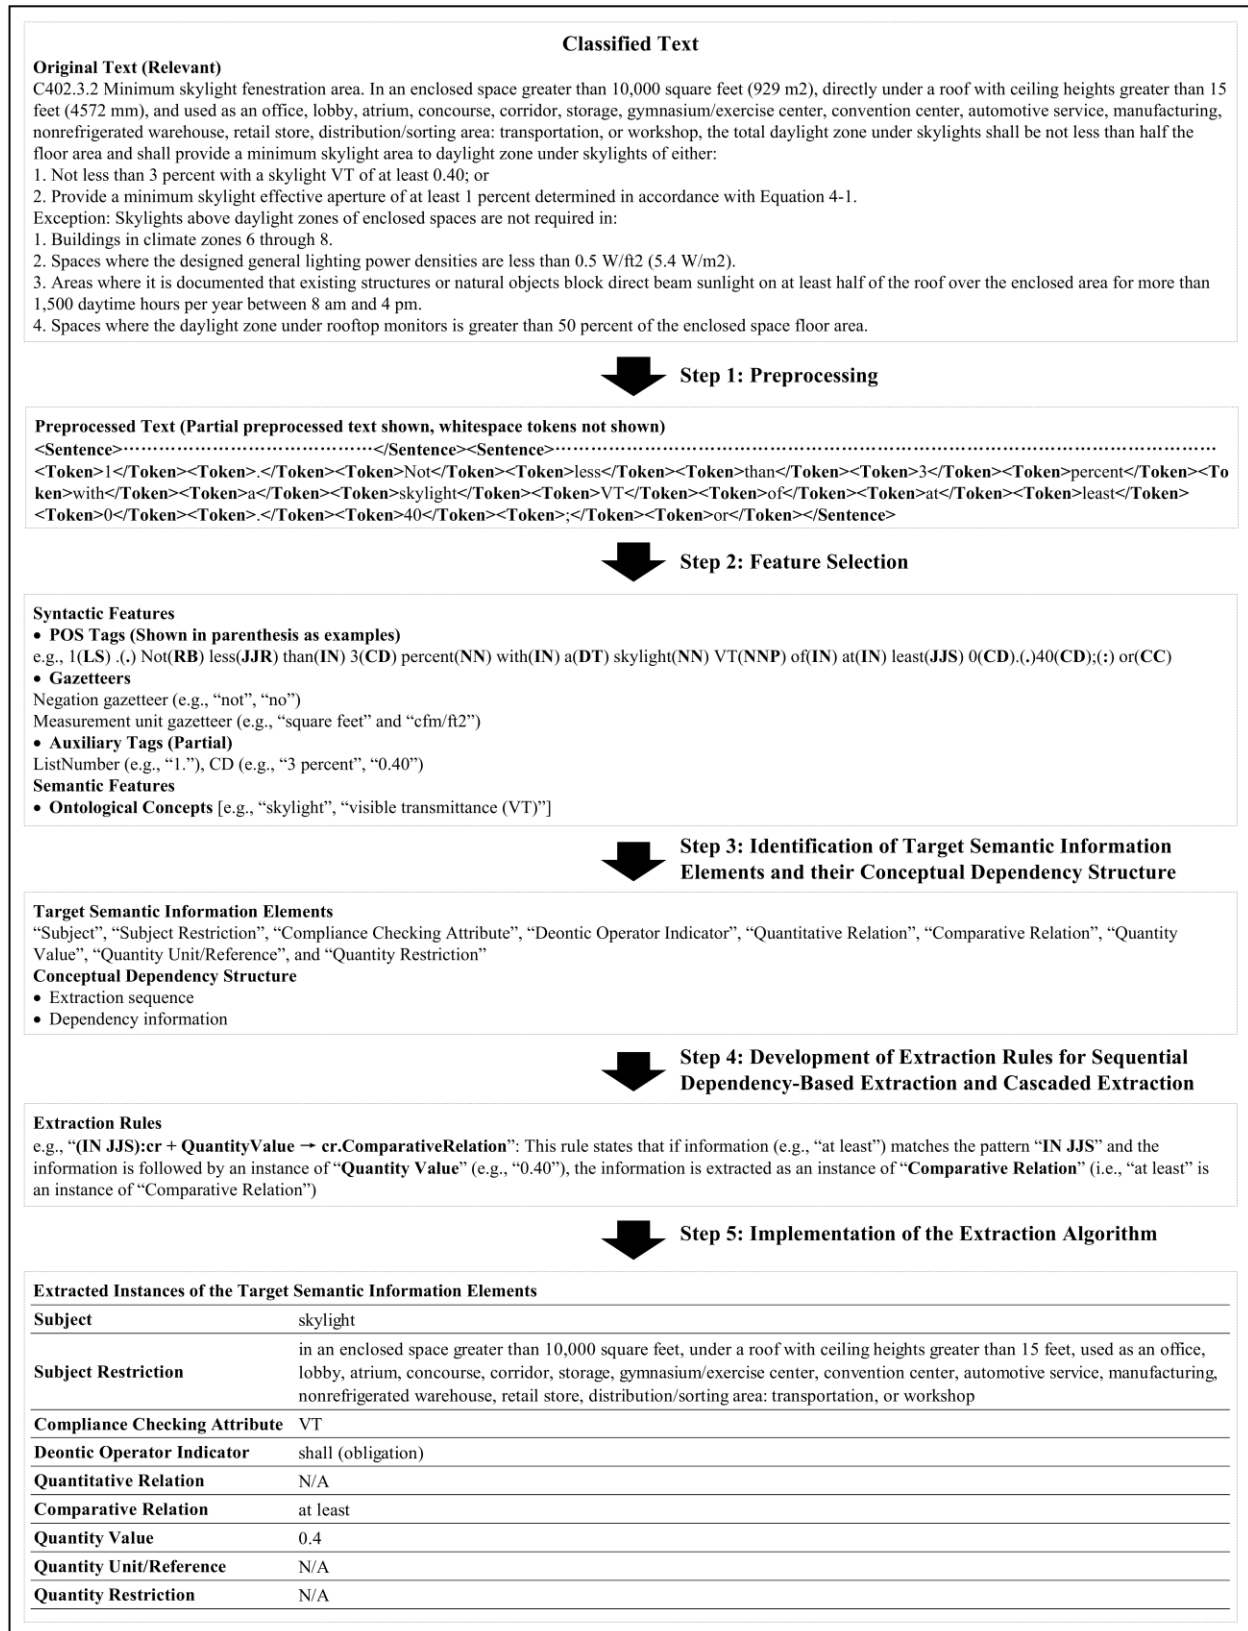 Classified Text
Original Text (Relevant)
C402.3.2 Minimum skylight fenestration area. In an enclosed space greater than 10,000 square feet (929 m2), directly under a roof with ceiling heights greater than 15
feet (4572 mm), and used as an office, lobby, atrium, concourse, corridor, storage, gymnasium/exercise center, convention center, automotive service, manufacturing,
nonrefrigerated warehouse, retail store, distribution/sorting area: transportation, or workshop, the total daylight zone under skylights shall be not less than half the
floor area and shall provide a minimum skylight area to daylight zone under skylights of either:
1. Not less than 3 percent with a skylight VT of at least 0.40; or
2. Provide a minimum skylight effective aperture of at least 1 percent determined in accordance with Equation 4-1.
Exception: Skylights above daylight zones of enclosed spaces are not required in:
1. Buildings in climate zones 6 through 8.
2. Spaces where the designed general lighting power densities are less than 0.5 W/ft2 (5.4 W/m2).
3. Areas where it is documented that existing structures or natural objects block direct beam sunlight on at least half of the roof over the enclosed area for more than
1,500 daytime hours per year between 8 am and 4 pm.
4. Spaces where the daylight zone under rooftop monitors is greater than 50 percent of the enclosed space floor area.
Step 1: Preprocessing
Preprocessed Text (Partial preprocessed text shown, whitespace tokens not shown)
<Sentence>·····································</Sentence><Sentence>··········································································································
<Token>1</Token><Token>.</Token><Token>Not</Token><Token>less</Token><Token>than</Token><Token>3</Token><Token>percent</Token><To
ken>with</Token><Token>a</Token><Token>skylight</Token><Token>VT</Token><Token>of</Token><Token>at</Token><Token>least</Token>
<Token>0</Token><Token>.</Token><Token>40</Token><Token>;</Token><Token>or</Token></Sentence>
Step 2: Feature Selection
Syntactic Features
• POS Tags (Shown in parenthesis as examples)
e.g., 1(LS) .(.) Not(RB) less(JJR) than(IN) 3(CD) percent(NN) with(IN) a(DT) skylight(NN) VT(NNP) of(IN) at(IN) least(JJS) 0(CD).(.)40(CD);(:) or(CC)
• Gazetteers
Negation gazetteer (e.g., “not”, “no”)
Measurement unit gazetteer (e.g., “square feet” and “cfm/ft2”)
• Auxiliary Tags (Partial)
ListNumber (e.g., “1.”), CD (e.g., “3 percent”, “0.40”)
Semantic Features
• Ontological Concepts [e.g., “skylight”, “visible transmittance (VT)”]
Step 3: Identification of Target Semantic Information
Elements and their Conceptual Dependency Structure
Target Semantic Information Elements
“Subject”, “Subject Restriction”, “Compliance Checking Attribute”, “Deontic Operator Indicator”, “Quantitative Relation”, “Comparative Relation”, “Quantity
Value”, “Quantity Unit/Reference”, and “Quantity Restriction”
Conceptual Dependency Structure
• Extraction sequence
• Dependency information
Step 4: Development of Extraction Rules for Sequential
Dependency-Based Extraction and Cascaded Extraction
Extraction Rules
e.g., “(IN JJS):cr + QuantityValue → cr.ComparativeRelation”: This rule states that if information (e.g., “at least”) matches the pattern “IN JJS” and the
information is followed by an instance of “Quantity Value” (e.g., “0.40”), the information is extracted as an instance of “Comparative Relation” (i.e., “at least” is
an instance of “Comparative Relation”)
Step 5: Implementation of the Extraction Algorithm
Extracted Instances of the Target Semantic Information Elements
Subject skylight
Subject Restriction in an enclosed space greater than 10,000 square feet, under a roof with ceiling heights greater than 15 feet, used as an office,
lobby, atrium, concourse, corridor, storage, gymnasium/exercise center, convention center, automotive service, manufacturing,
nonrefrigerated warehouse, retail store, distribution/sorting area: transportation, or workshop
Compliance Checking Attribute VT
Deontic Operator Indicator shall (obligation)
Quantitative Relation N/A
Comparative Relation at least
Quantity Value 0.4
Quantity Unit/Reference N/A
Quantity Restriction N/A